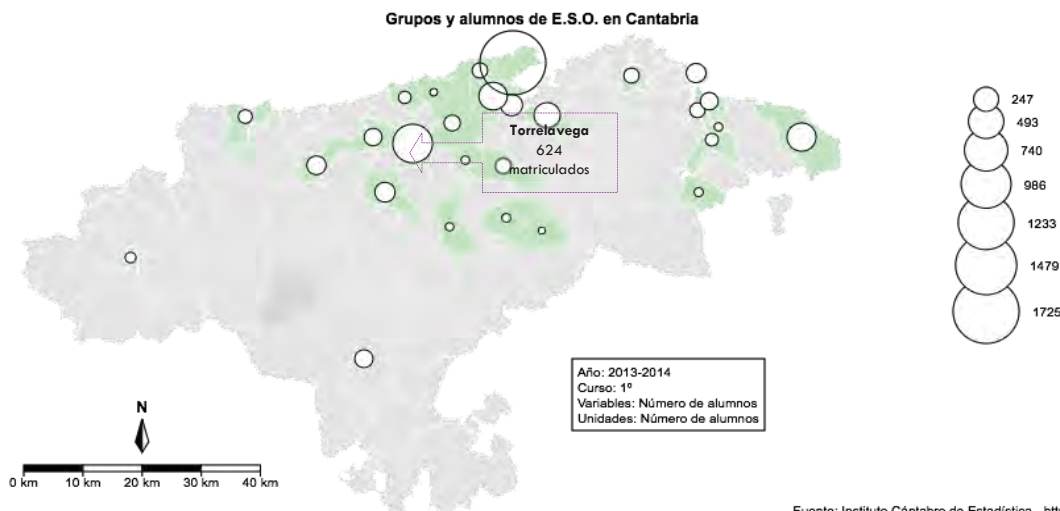 Grupos y alumnos de E.S.O. en Cantabria
Torrelavega
624
matriculados
247
493
740
986
1233
1479
1725
Año: 2013-2014
Curso: 1º
Variables: Número de alumnos
Unidades: Número de alumnos
N
0 km 10 km 20 km 30 km 40 km
Fuente: Instituto Cántabro de Estadística - htt